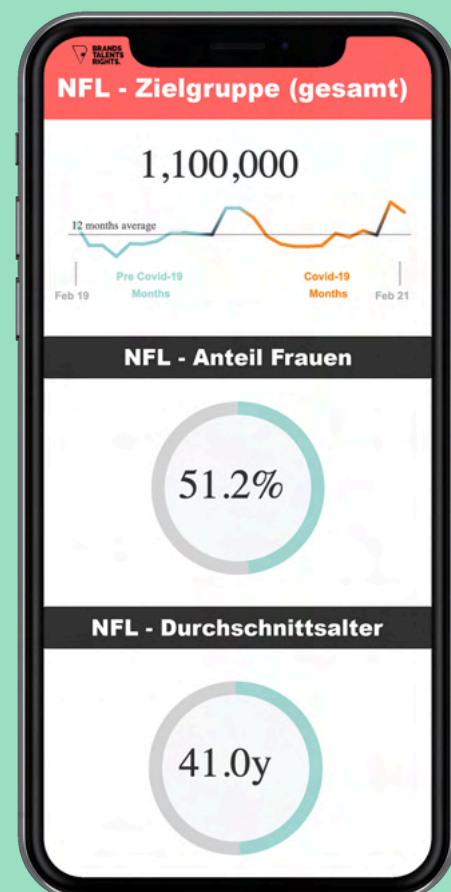 BRANDS
TALENTS
RIGHTS.
NFL - Zielgruppe (gesamt)
1,100,000
12 months average
Pre Covid-19
Months
Covid-19
Months
Feb 19
Feb 21
NFL - Anteil Frauen
51.2%
NFL - Durchschnittsalter
41.0y